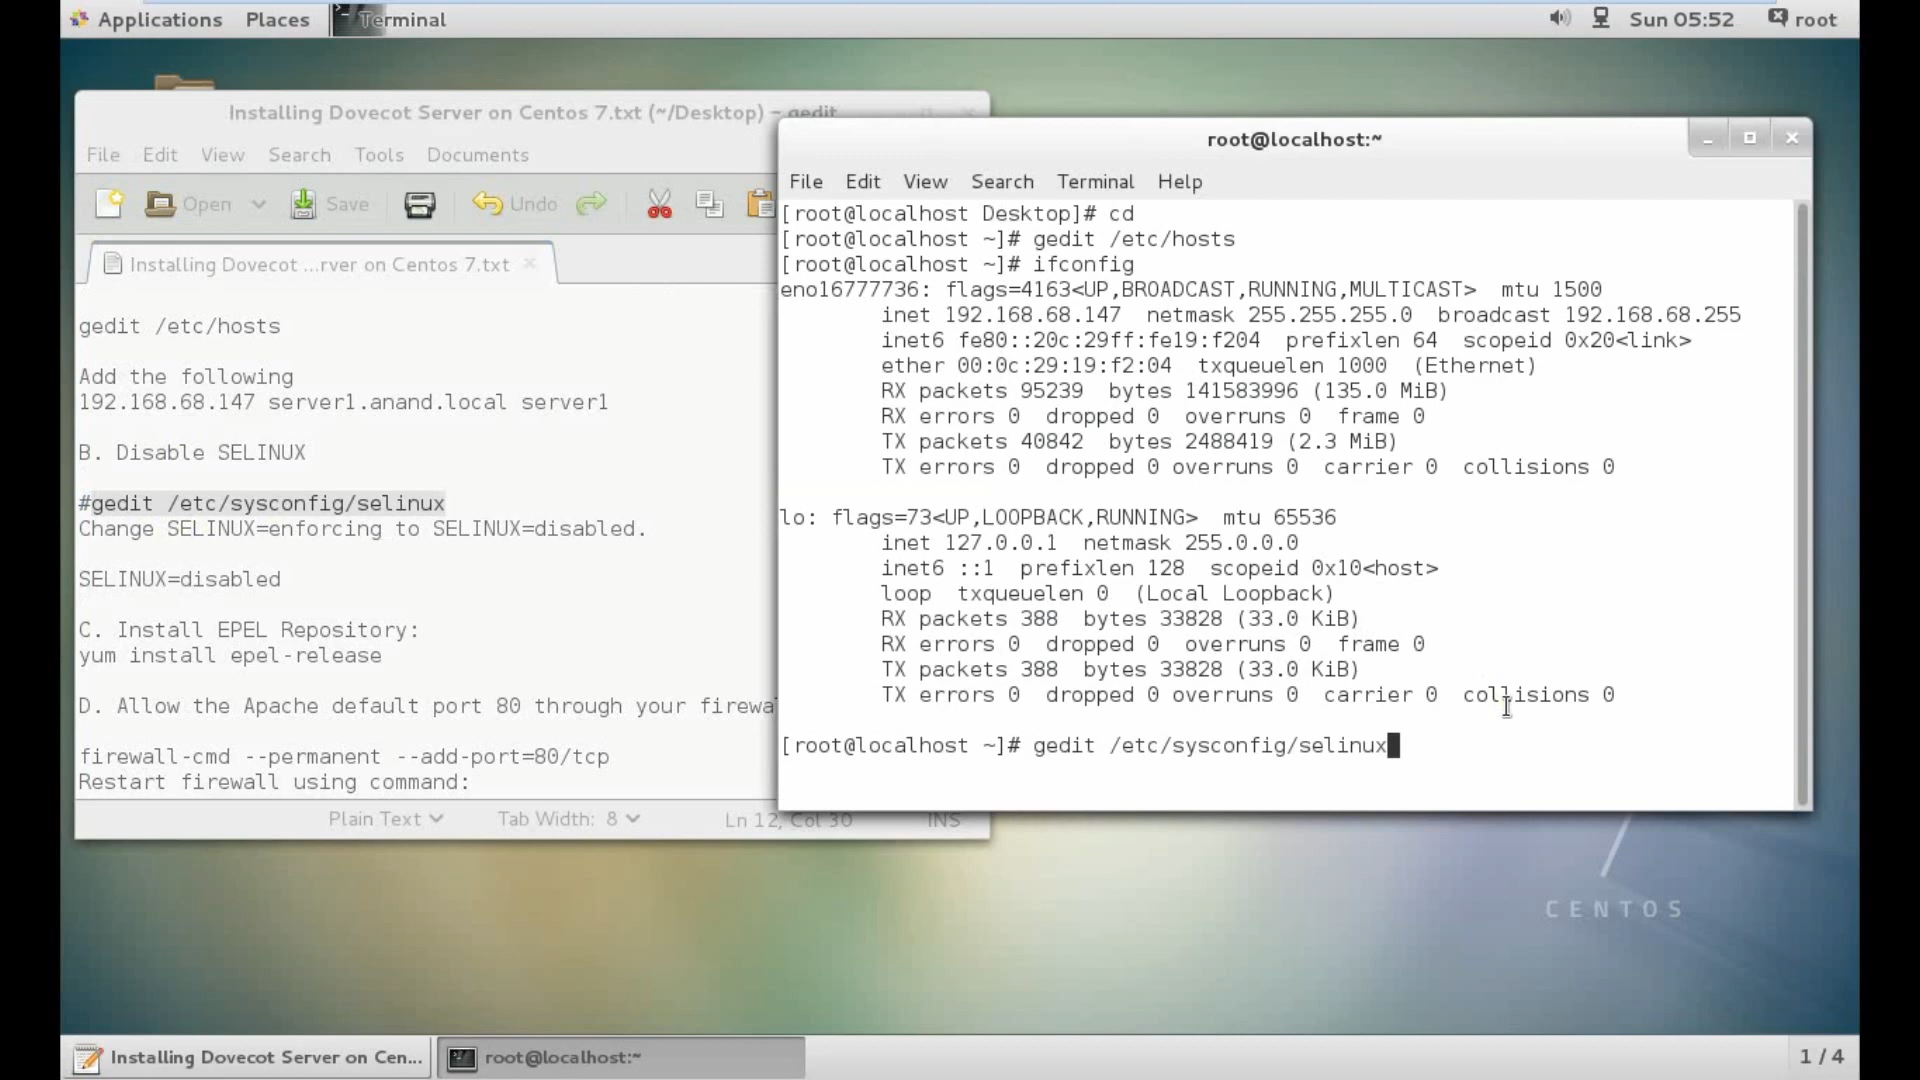 Applications Places Terminal Sun 05:52 root
Installing Dovecot Server on Centos 7.txt (~/Desktop) – gedit
File Edit View Search Tools Documents
Open Save Undo
Installing Dovecot ...rver on Centos 7.txt
gedit /etc/hosts
Add the following
192.168.68.147 server1.anand.local server1
B. Disable SELINUX
#gedit /etc/sysconfig/selinux
Change SELINUX=enforcing to SELINUX=disabled.
SELINUX=disabled
C. Install EPEL Repository:
yum install epel-release
D. Allow the Apache default port 80 through your firewa
firewall-cmd --permanent --add-port=80/tcp
Restart firewall using command:
Plain Text Tab Width: 8 Ln 12, Col 30 INS
root@localhost:~
File Edit View Search Terminal Help
[root@localhost Desktop]# cd
[root@localhost ~]# gedit /etc/hosts
[root@localhost ~]# ifconfig
eno16777736: flags=4163<UP,BROADCAST,RUNNING,MULTICAST> mtu 1500
inet 192.168.68.147 netmask 255.255.255.0 broadcast 192.168.68.255
inet6 fe80::20c:29ff:fe19:f204 prefixlen 64 scopeid 0x20<link>
ether 00:0c:29:19:f2:04 txqueuelen 1000 (Ethernet)
RX packets 95239 bytes 141583996 (135.0 MiB)
RX errors 0 dropped 0 overruns 0 frame 0
TX packets 40842 bytes 2488419 (2.3 MiB)
TX errors 0 dropped 0 overruns 0 carrier 0 collisions 0
lo: flags=73<UP,LOOPBACK,RUNNING> mtu 65536
inet 127.0.0.1 netmask 255.0.0.0
inet6 ::1 prefixlen 128 scopeid 0x10<host>
loop txqueuelen 0 (Local Loopback)
RX packets 388 bytes 33828 (33.0 KiB)
RX errors 0 dropped 0 overruns 0 frame 0
TX packets 388 bytes 33828 (33.0 KiB)
TX errors 0 dropped 0 overruns 0 carrier 0 collisions 0
[root@localhost ~]# gedit /etc/sysconfig/selinux
CENTOS
Installing Dovecot Server on Cen... root@localhost:~ 1 / 4